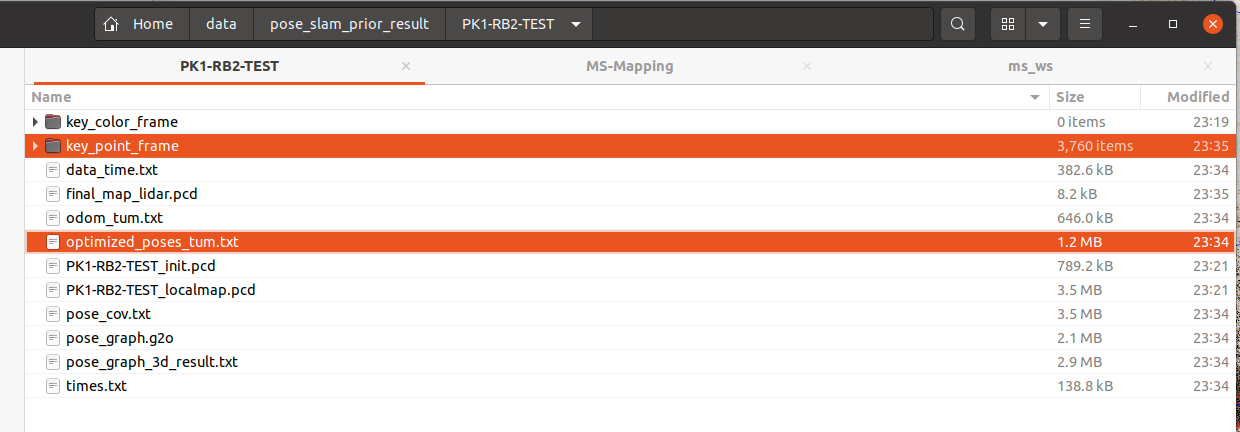 Home data pose_slam_prior_result PK1-RB2-TEST
PK1-RB2-TEST MS-Mapping ms_ws
Name Size Modified
key_color_frame 0 items 23:19
key_point_frame 3,760 items 23:35
data_time.txt 382.6 kB 23:34
final_map_lidar.pcd 8.2 kB 23:35
odom_tum.txt 646.0 kB 23:34
optimized_poses_tum.txt 1.2 MB 23:34
PK1-RB2-TEST_init.pcd 789.2 kB 23:21
PK1-RB2-TEST_localmap.pcd 3.5 MB 23:21
pose_cov.txt 3.5 MB 23:34
pose_graph.g2o 2.1 MB 23:34
pose_graph_3d_result.txt 2.9 MB 23:34
times.txt 138.8 kB 23:34